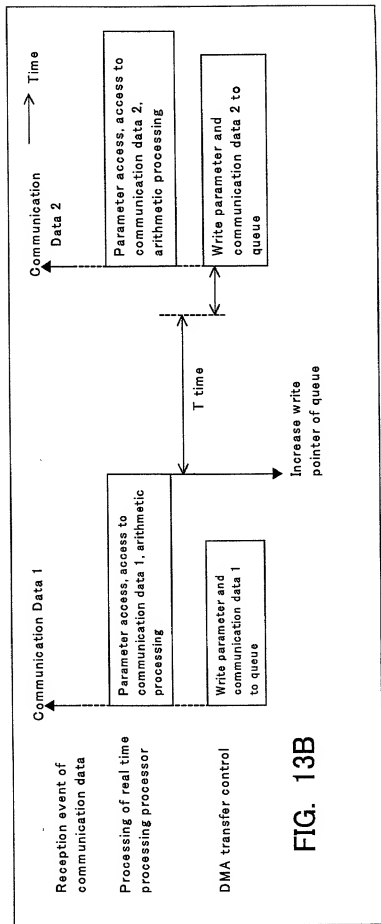 Communication Data 1
Communication
Data 2
Time
Reception event of
communication data
Processing of real time
processing processor
Parameter access, access to
communication data 1, arithmetic
processing
Parameter access, access to
communication data 2,
arithmetic processing
T time
DMA transfer control
Write parameter and
communication data 1
to queue
Write parameter and
communication data 2 to
queue
Increase write
pointer of queue
FIG. 13B